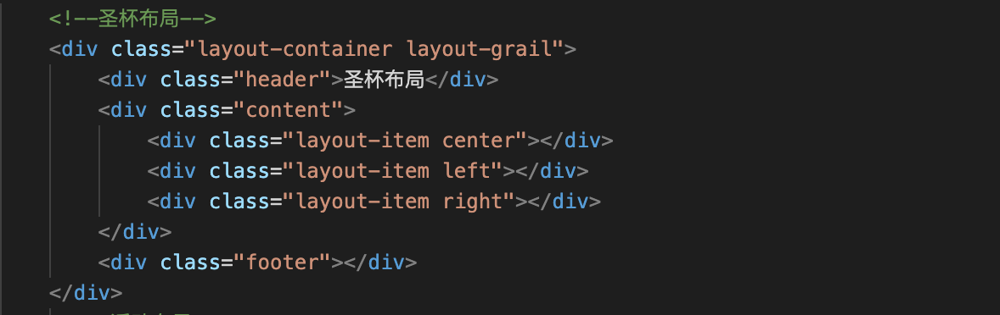 <!--圣杯布局-->
<div class="layout-container layout-grail">
<div class="header">圣杯布局</div>
<div class="content">
<div class="layout-item center"></div>
<div class="layout-item left"></div>
<div class="layout-item right"></div>
</div>
<div class="footer"></div>
</div>